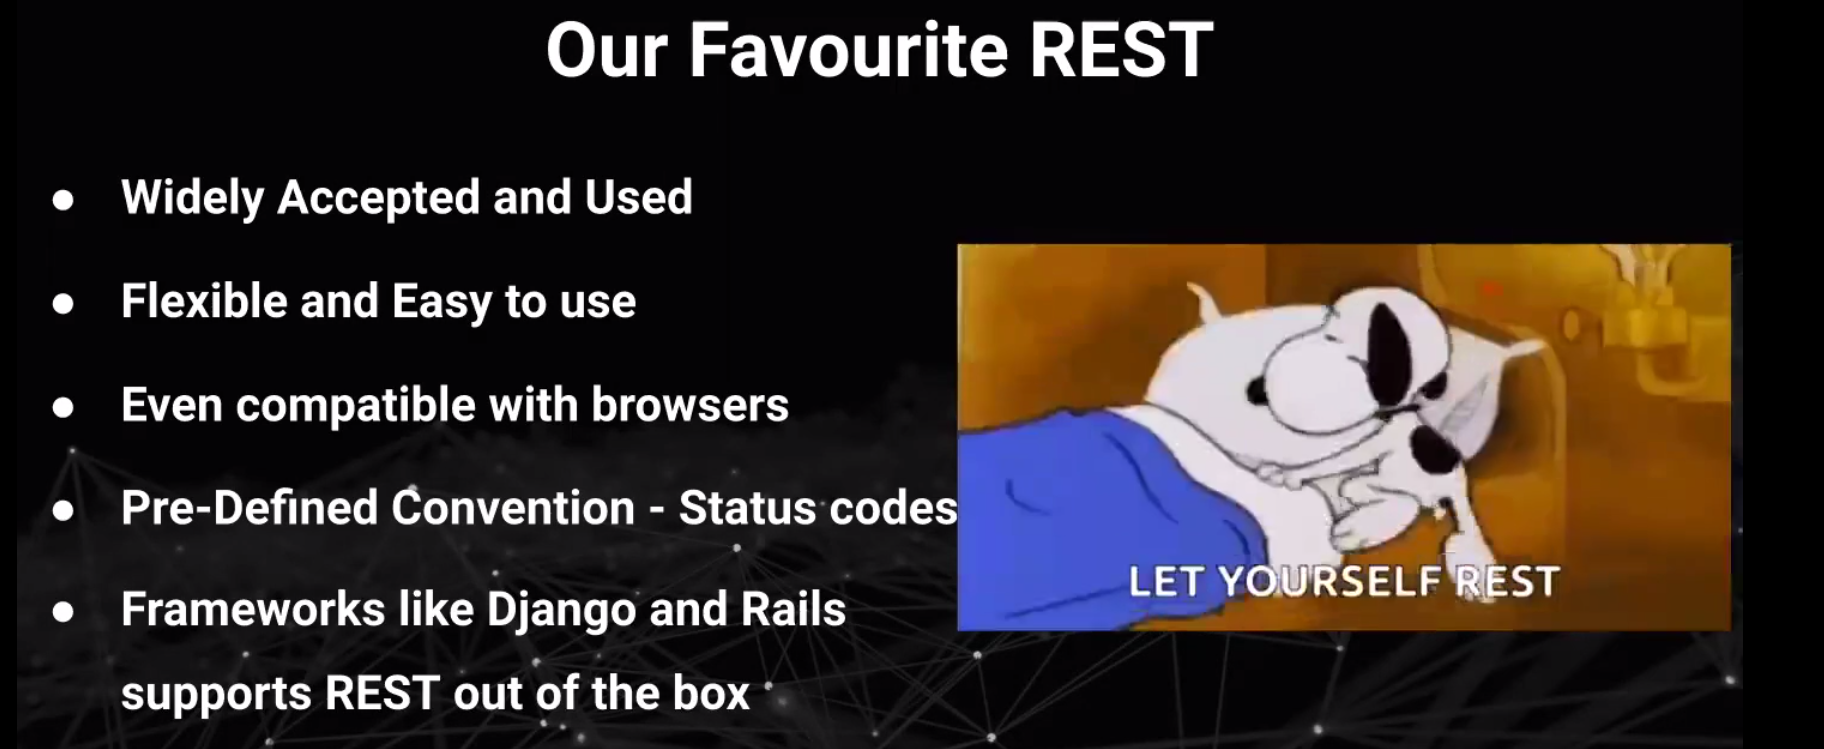 Our Favourite REST
● Widely Accepted and Used
● Flexible and Easy to use
● Even compatible with browsers
● Pre-Defined Convention - Status codes
● Frameworks like Django and Rails
supports REST out of the box
LET YOURSELF REST